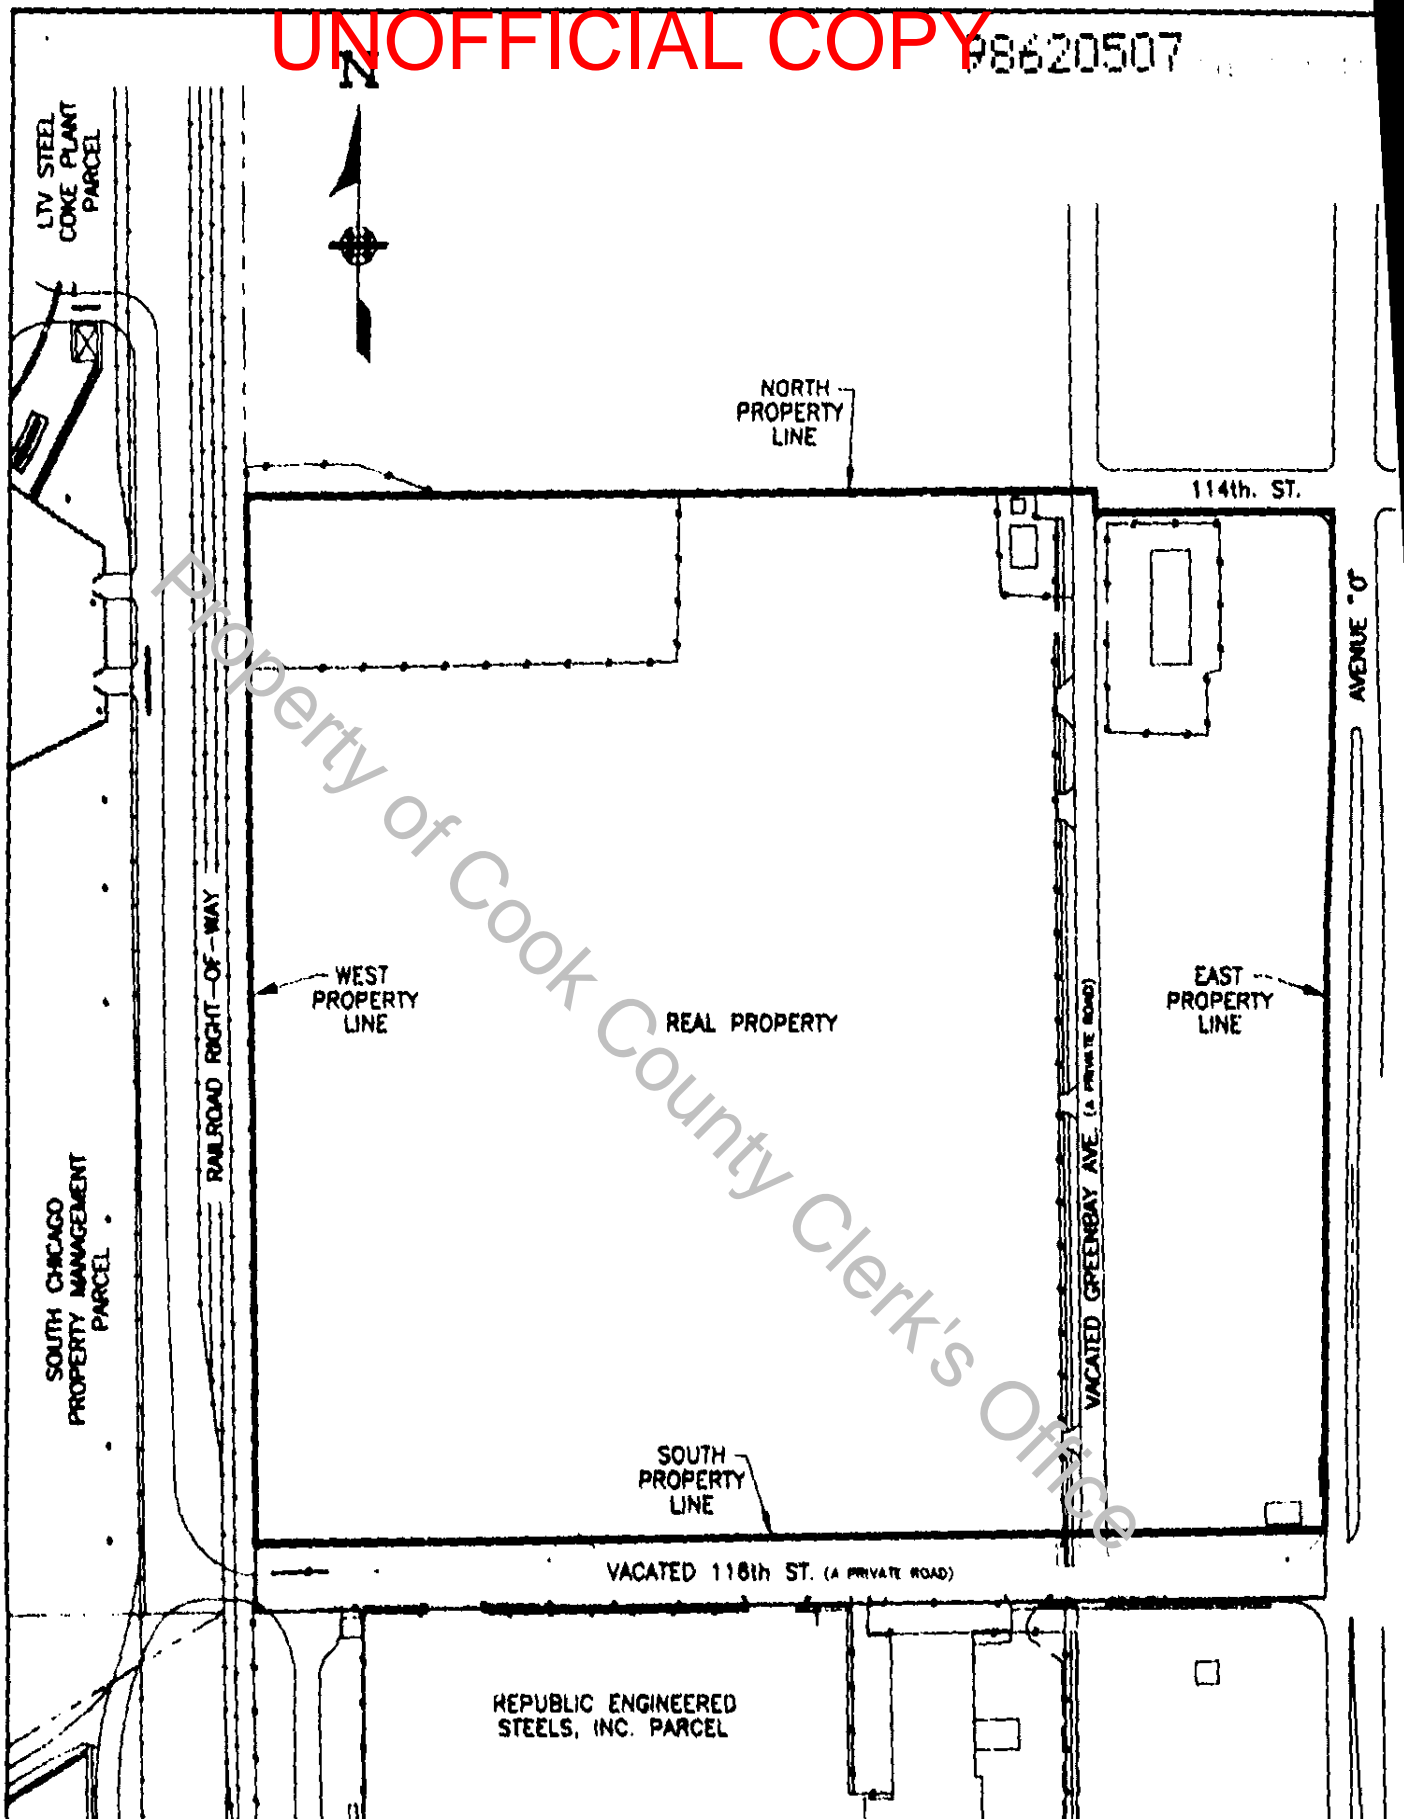 UNOFFICIAL COPY
98620507
N
LTV STEEL
COKE PLANT
PARCEL
NORTH
PROPERTY
LINE
114th. ST.
AVENUE "O"
RAILROAD RIGHT-OF-WAY
WEST
PROPERTY
LINE
REAL PROPERTY
EAST
PROPERTY
LINE
VACATED GREENBAY AVE. (A PRIVATE ROAD)
SOUTH CHICAGO
PROPERTY MANAGEMENT
PARCEL
SOUTH
PROPERTY
LINE
VACATED 116th ST. (A PRIVATE ROAD)
REPUBLIC ENGINEERED
STEELS, INC. PARCEL
Property of Cook County Clerk's Office